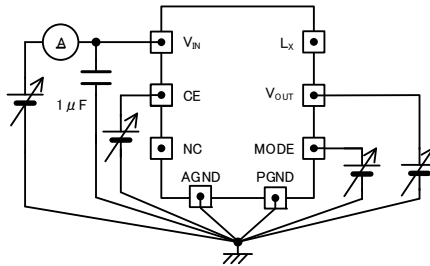 A
V_IN
L_X
1μF
CE
V_OUT
NC
MODE
AGND
PGND